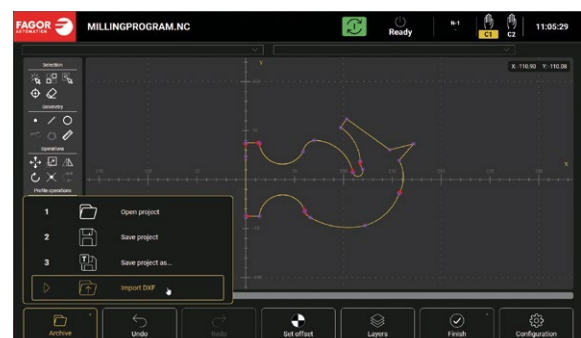 FAGOR
AUTOMATION
MILLINGPROGRAM.NC
Ready
N-1
C1
C2
11:05:29
Selection
Geometry
Operations
Profile operations
Y
X
X: -118.90 Y: -110.08
1 Open project
2 Save project
3 Save project as...
Import DXF
Archive
Undo
Redo
Set offset
Layers
Finish
Configuration